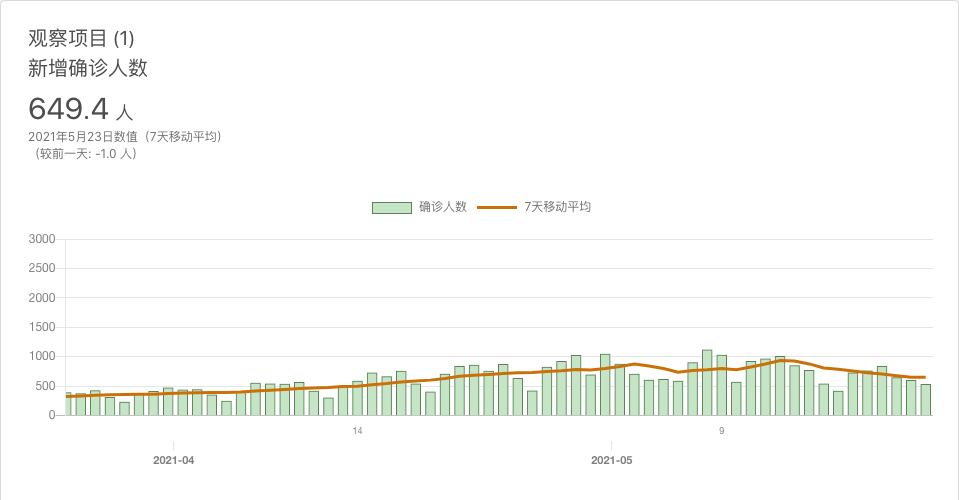 观察项目 (1)
新增确诊人数
649.4 人
2021年5月23日数值（7天移动平均）
（较前一天: -1.0 人）
确诊人数 7天移动平均
3000
2500
2000
1500
1000
500
0
14 9
2021-04 2021-05